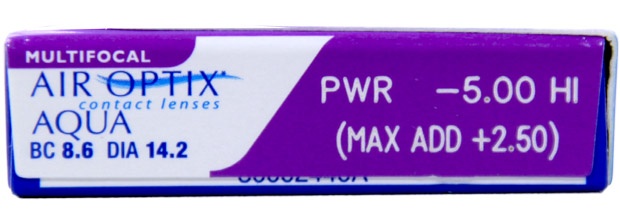 MULTIFOCAL
AIR OPTIX
contact lenses
AQUA
BC 8.6 DIA 14.2
PWR -5.00 HI
(MAX ADD +2.50)